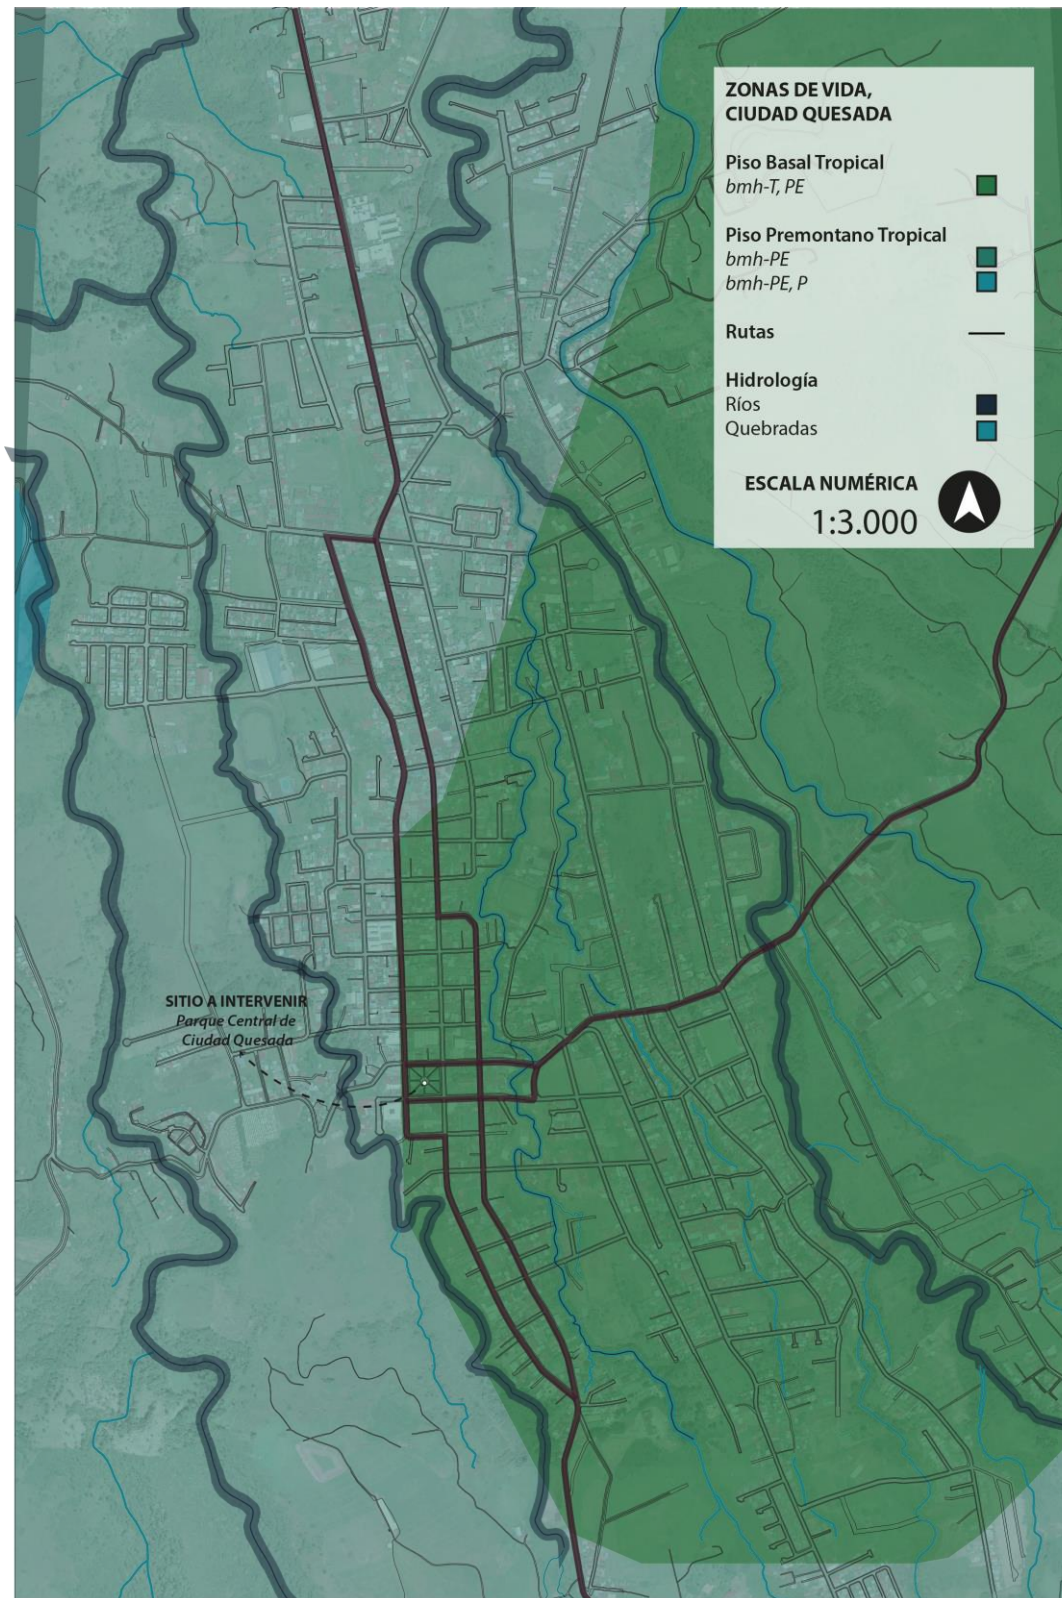 ZONAS DE VIDA,
CIUDAD QUESADA
Piso Basal Tropical
bmh-T, PE
Piso Premontano Tropical
bmh-PE
bmh-PE, P
Rutas
Hidrología
Ríos
Quebradas
ESCALA NUMÉRICA
1:3.000
SITIO A INTERVENIR
Parque Central de
Ciudad Quesada